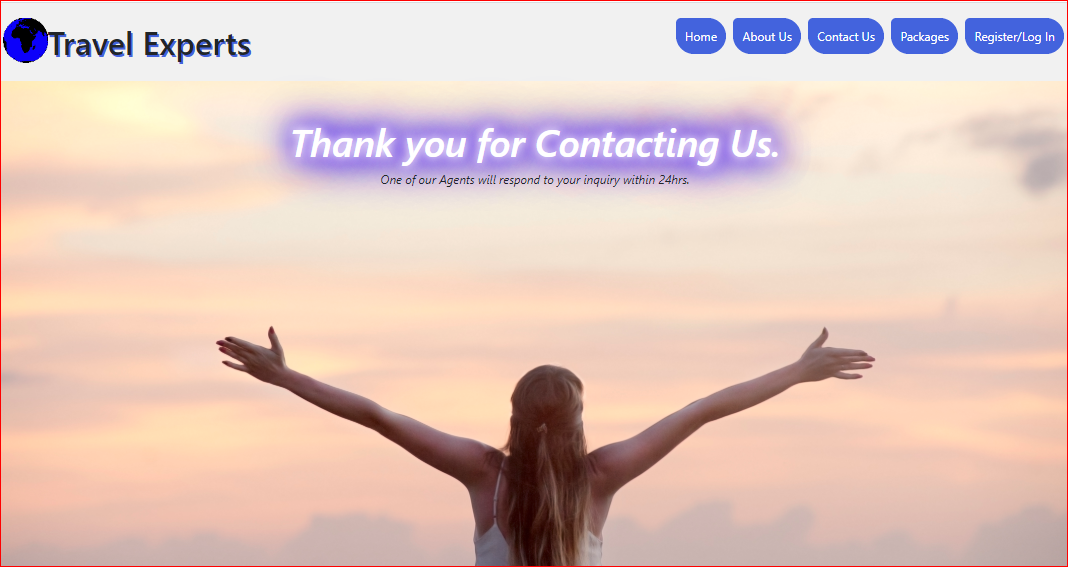 Travel Experts
Home
About Us
Contact Us
Packages
Register/Log In
Thank you for Contacting Us.
One of our Agents will respond to your inquiry within 24hrs.